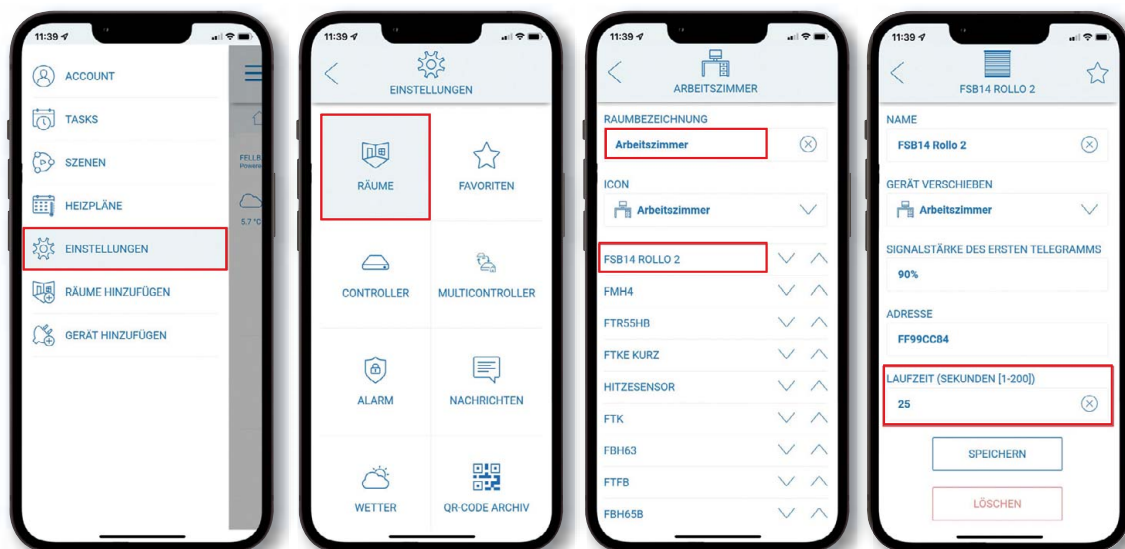 11:39
ACCOUNT
TASKS
SZENEN
HEIZPLÄNE
EINSTELLUNGEN
RÄUME HINZUFÜGEN
GERÄT HINZUFÜGEN
5.7 °C
11:39
EINSTELLUNGEN
RÄUME
FAVORITEN
CONTROLLER
MULTICONTROLLER
ALARM
NACHRICHTEN
WETTER
QR-CODE ARCHIV
11:39
ARBEITSZIMMER
RAUMBEZEICHNUNG
Arbeitszimmer
ICON
Arbeitszimmer
FSB14 ROLLO 2
FMH4
FTR55HB
FTKE KURZ
HITZESENSOR
FTK
FBH63
FTFB
FBH65B
11:39
FSB14 ROLLO 2
NAME
FSB14 Rollo 2
GERÄT VERSCHIEBEN
Arbeitszimmer
SIGNALSTÄRKE DES ERSTEN TELEGRAMMS
90%
ADRESSE
FF99CC84
LAUFZEIT (SEKUNDEN [1-200])
25
SPEICHERN
LÖSCHEN